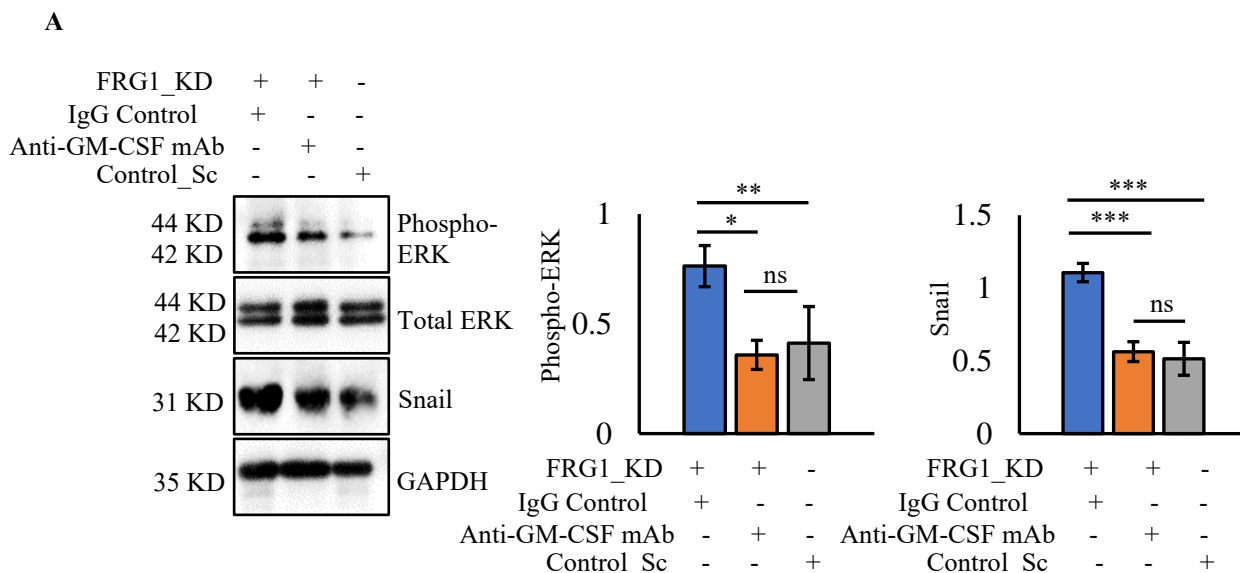 A
FRG1_KD + + -
IgG Control + - -
Anti-GM-CSF mAb - + -
Control_Sc - - +
44 KD
42 KD
Phospho-
ERK
44 KD
42 KD
Total ERK
31 KD
Snail
35 KD
GAPDH
Phospho-ERK
1
0.5
0
**
*
ns
FRG1_KD + + -
IgG Control + - -
Anti-GM-CSF mAb - + -
Control_Sc - - +
Snail
1.5
1
0.5
0
***
***
ns
FRG1_KD + + -
IgG Control + - -
Anti-GM-CSF mAb - + -
Control_Sc - - +